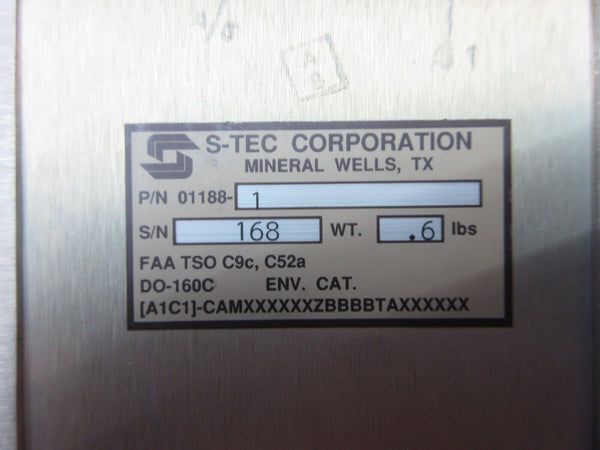 S-TEC CORPORATION
MINERAL WELLS, TX
P/N 01188-1
S/N 168 WT. .6 lbs
FAA TSO C9c, C52a
DO-160C ENV. CAT.
[A1C1]-CAMXXXXXXZBBBBTAXXXXXX